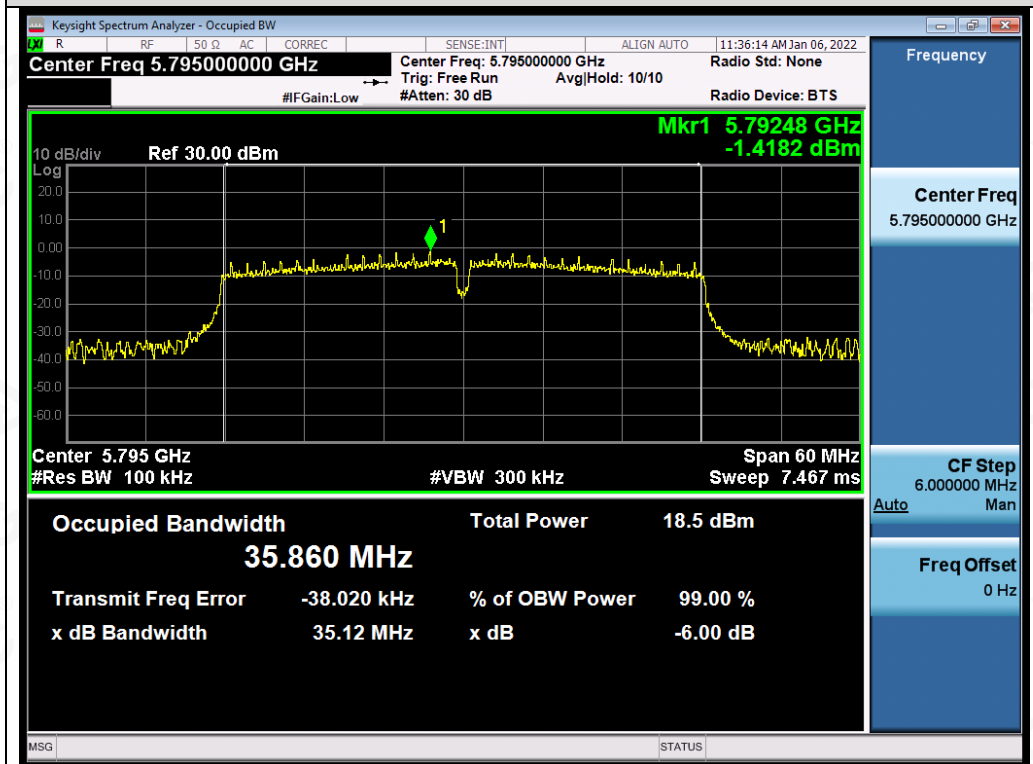 Keysight Spectrum Analyzer - Occupied BW
LXI R RF 50 Ω AC CORREC SENSE:INT ALIGN AUTO 11:36:14 AM Jan 06, 2022
Center Freq 5.795000000 GHz
Center Freq: 5.795000000 GHz Radio Std: None
Trig: Free Run Avg|Hold: 10/10
#IFGain:Low #Atten: 30 dB Radio Device: BTS
Mkr1 5.79248 GHz
-1.4182 dBm
10 dB/div Ref 30.00 dBm
Log
20.0
10.0
1
0.00
-10.0
-20.0
-30.0
-40.0
-50.0
-60.0
Center 5.795 GHz Span 60 MHz
#Res BW 100 kHz #VBW 300 kHz Sweep 7.467 ms
Occupied Bandwidth Total Power 18.5 dBm
35.860 MHz
Transmit Freq Error -38.020 kHz % of OBW Power 99.00 %
x dB Bandwidth 35.12 MHz x dB -6.00 dB
Frequency
Center Freq
5.795000000 GHz
CF Step
6.000000 MHz
Auto Man
Freq Offset
0 Hz
MSG STATUS